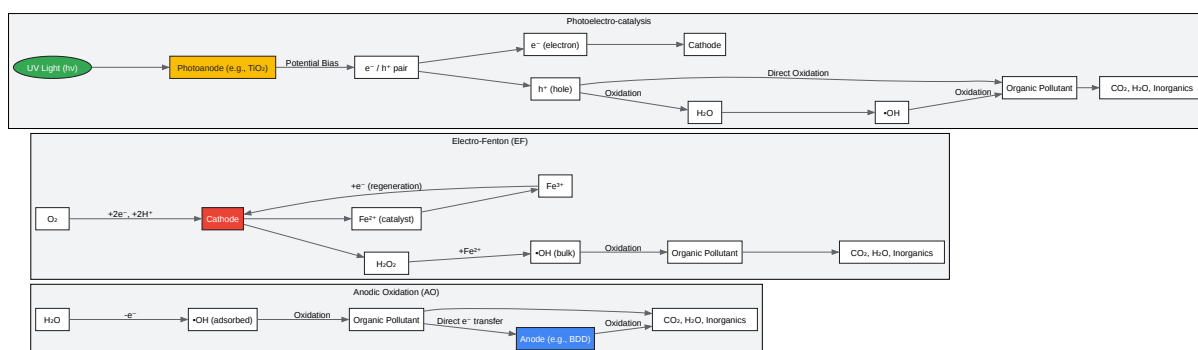 Photoelectro-catalysis
UV Light (hν)
Photoanode (e.g., TiO₂)
Potential Bias
e⁻ / h⁺ pair
e⁻ (electron)
Cathode
h⁺ (hole)
Direct Oxidation
Oxidation
H₂O
•OH
Oxidation
Organic Pollutant
CO₂, H₂O, Inorganics
Electro-Fenton (EF)
O₂
+2e⁻, +2H⁺
Cathode
+e⁻ (regeneration)
Fe³⁺
Fe²⁺ (catalyst)
H₂O₂
+Fe²⁺
•OH (bulk)
Oxidation
Organic Pollutant
CO₂, H₂O, Inorganics
Anodic Oxidation (AO)
H₂O
-e⁻
•OH (adsorbed)
Oxidation
Organic Pollutant
Direct e⁻ transfer
Anode (e.g., BDD)
Oxidation
CO₂, H₂O, Inorganics